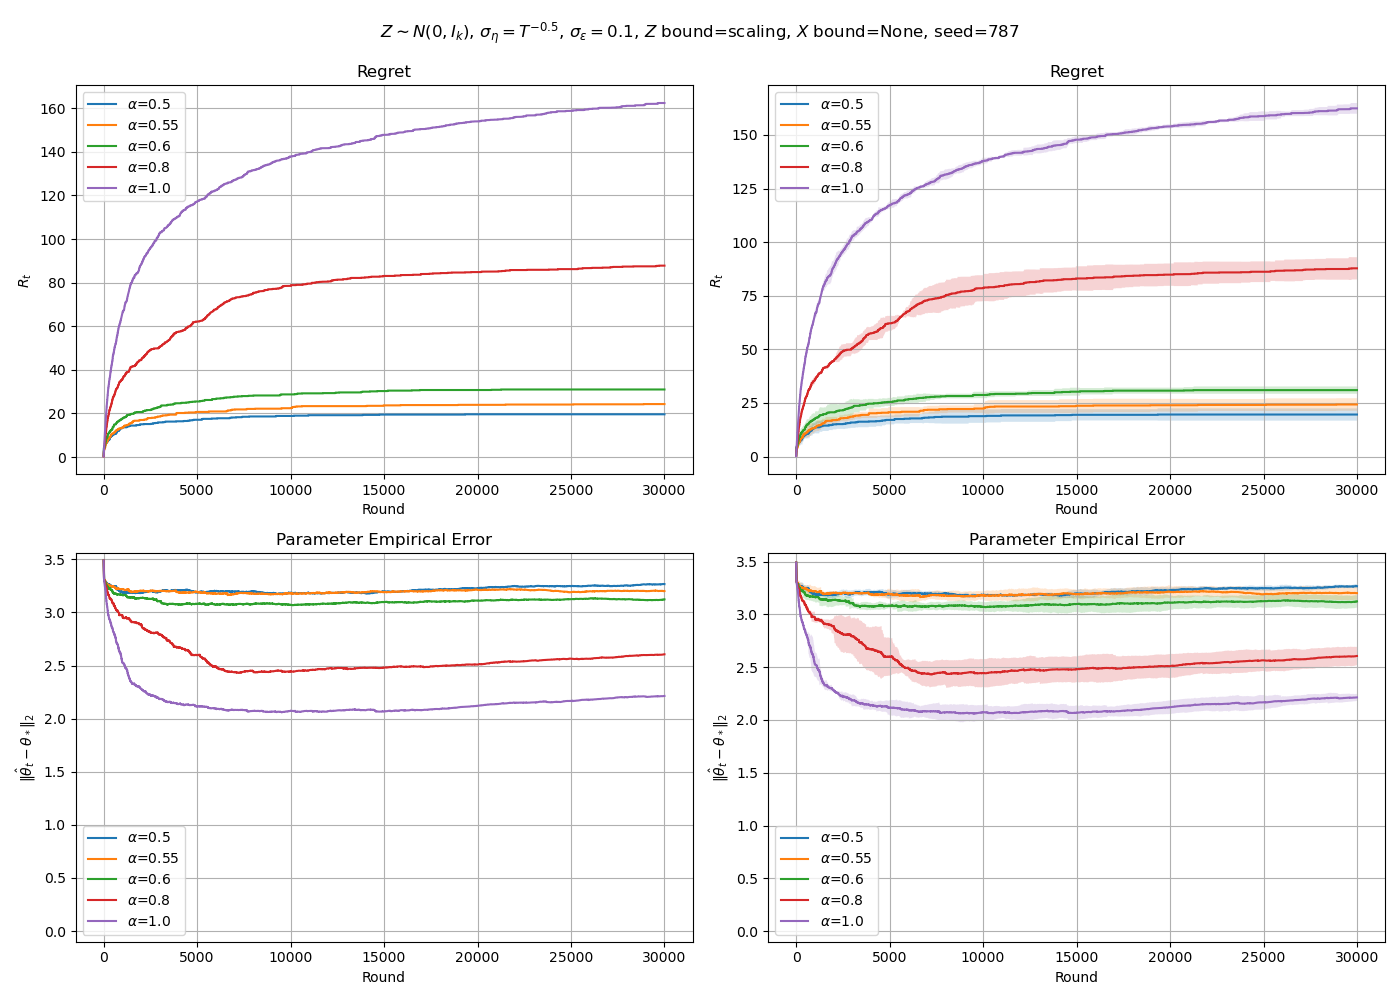 Z ∼ N(0, I_k), σ_η = T^{−0.5}, σ_ε = 0.1, Z bound=scaling, X bound=None, seed=787
Regret
R_t
160
140
120
100
80
60
40
20
0
α=0.5
α=0.55
α=0.6
α=0.8
α=1.0
0 5000 10000 15000 20000 25000 30000
Round
Regret
R_t
150
125
100
75
50
25
0
α=0.5
α=0.55
α=0.6
α=0.8
α=1.0
0 5000 10000 15000 20000 25000 30000
Round
Parameter Empirical Error
‖θ̂_t − θ_*‖_2
3.5
3.0
2.5
2.0
1.5
1.0
0.5
0.0
α=0.5
α=0.55
α=0.6
α=0.8
α=1.0
0 5000 10000 15000 20000 25000 30000
Round
Parameter Empirical Error
‖θ̂_t − θ_*‖_2
3.5
3.0
2.5
2.0
1.5
1.0
0.5
0.0
α=0.5
α=0.55
α=0.6
α=0.8
α=1.0
0 5000 10000 15000 20000 25000 30000
Round